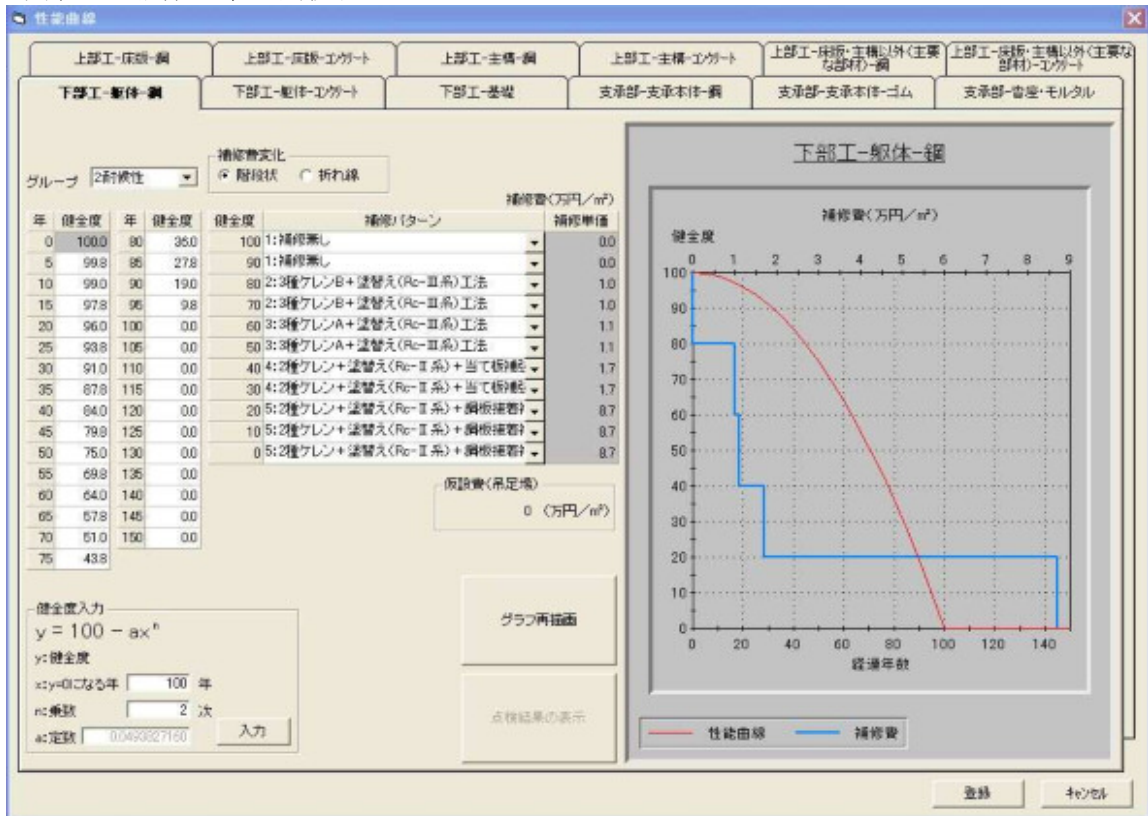 性能曲線
上部工-床版-鋼
上部工-床版-コンクリート
上部工-主構-鋼
上部工-主構-コンクリート
上部工-床版・主構以外(主要な部材)-鋼
上部工-床版・主構以外(主要な部材)-コンクリート
下部工-躯体-鋼
下部工-躯体-コンクリート
下部工-基礎
支承部-支承本体-鋼
支承部-支承本体-ゴム
支承部-沓座・モルタル
グループ 2耐候性
補修費変化
階段状 折れ線
補修費(万円/㎡)
年 健全度 年 健全度 健全度 補修パターン 補修単価
0 100.0 80 36.0 100 1:補修無し 0.0
5 99.8 85 27.8 90 1:補修無し 0.0
10 99.0 90 19.0 80 2:3種ケレンB+塗替え(Rc-Ⅲ系)工法 1.0
15 97.8 95 9.8 70 2:3種ケレンB+塗替え(Rc-Ⅲ系)工法 1.0
20 96.0 100 0.0 60 3:3種ケレンA+塗替え(Rc-Ⅲ系)工法 1.1
25 93.8 105 0.0 50 3:3種ケレンA+塗替え(Rc-Ⅲ系)工法 1.1
30 91.0 110 0.0 40 4:2種ケレン+塗替え(Rc-Ⅱ系)+当て板 1.7
35 87.8 115 0.0 30 4:2種ケレン+塗替え(Rc-Ⅱ系)+当て板 1.7
40 84.0 120 0.0 20 5:2種ケレン+塗替え(Rc-Ⅱ系)+鋼板接着 8.7
45 79.8 125 0.0 10 5:2種ケレン+塗替え(Rc-Ⅱ系)+鋼板接着 8.7
50 75.0 130 0.0 0 5:2種ケレン+塗替え(Rc-Ⅱ系)+鋼板接着 8.7
55 69.8 135 0.0
60 64.0 140 0.0
65 57.8 145 0.0
70 51.0 150 0.0
75 43.8
仮設費(吊足場)
0 (万円/㎡)
健全度入力
y = 100 - axⁿ
y:健全度
x:y=0になる年 100 年
n:乗数 2 次
a:定数 0.0493827160
入力
グラフ再描画
点検結果の表示
下部工-躯体-鋼
補修費(万円/㎡)
健全度
0 1 2 3 4 5 6 7 8 9
100
90
80
70
60
50
40
30
20
10
0
0 20 40 60 80 100 120 140
経過年数
性能曲線 補修費
登録 キャンセル